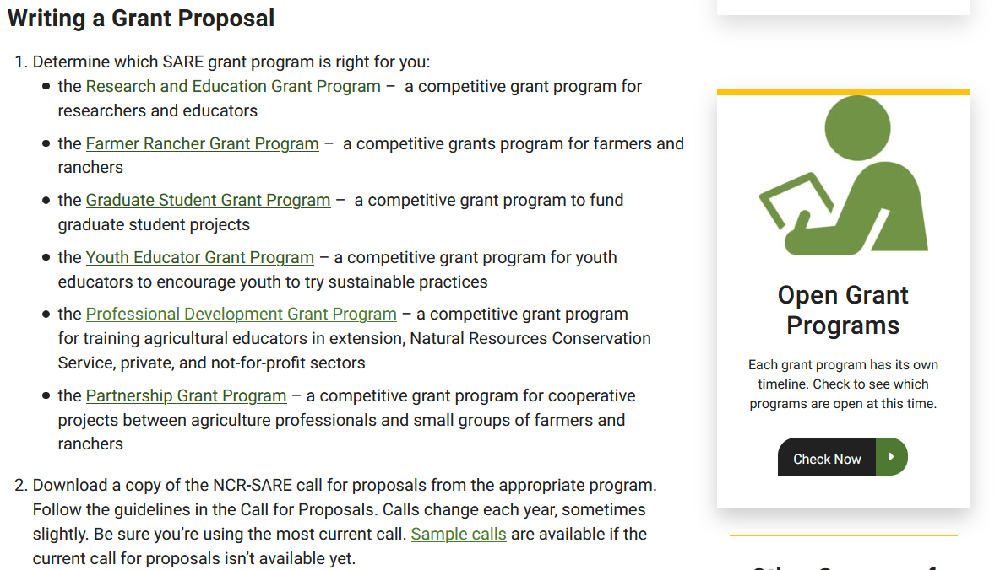 Writing a Grant Proposal
1. Determine which SARE grant program is right for you:
• the Research and Education Grant Program –  a competitive grant program for
researchers and educators
• the Farmer Rancher Grant Program –  a competitive grants program for farmers and
ranchers
• the Graduate Student Grant Program –  a competitive grant program to fund
graduate student projects
• the Youth Educator Grant Program – a competitive grant program for youth
educators to encourage youth to try sustainable practices
• the Professional Development Grant Program – a competitive grant program
for training agricultural educators in extension, Natural Resources Conservation
Service, private, and not-for-profit sectors
• the Partnership Grant Program – a competitive grant program for cooperative
projects between agriculture professionals and small groups of farmers and
ranchers
2. Download a copy of the NCR-SARE call for proposals from the appropriate program.
Follow the guidelines in the Call for Proposals. Calls change each year, sometimes
slightly. Be sure you’re using the most current call. Sample calls are available if the
current call for proposals isn’t available yet.
Open Grant
Programs
Each grant program has its own
timeline. Check to see which
programs are open at this time.
Check Now